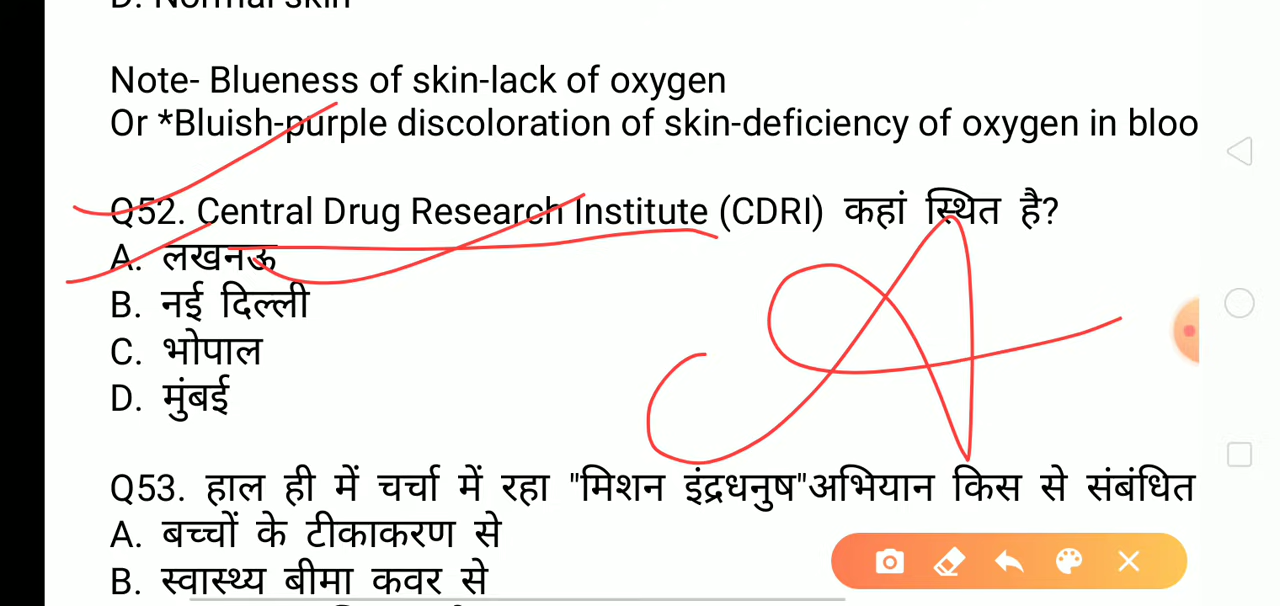 Note- Blueness of skin-lack of oxygen
Or *Bluish-purple discoloration of skin-deficiency of oxygen in bloo
Q52. Central Drug Research Institute (CDRI) कहां स्थित है?
A. लखनऊ
B. नई दिल्ली
C. भोपाल
D. मुंबई
Q53. हाल ही में चर्चा में रहा "मिशन इंद्रधनुष"अभियान किस से संबंधित
A. बच्चों के टीकाकरण से
B. स्वास्थ्य बीमा कवर से